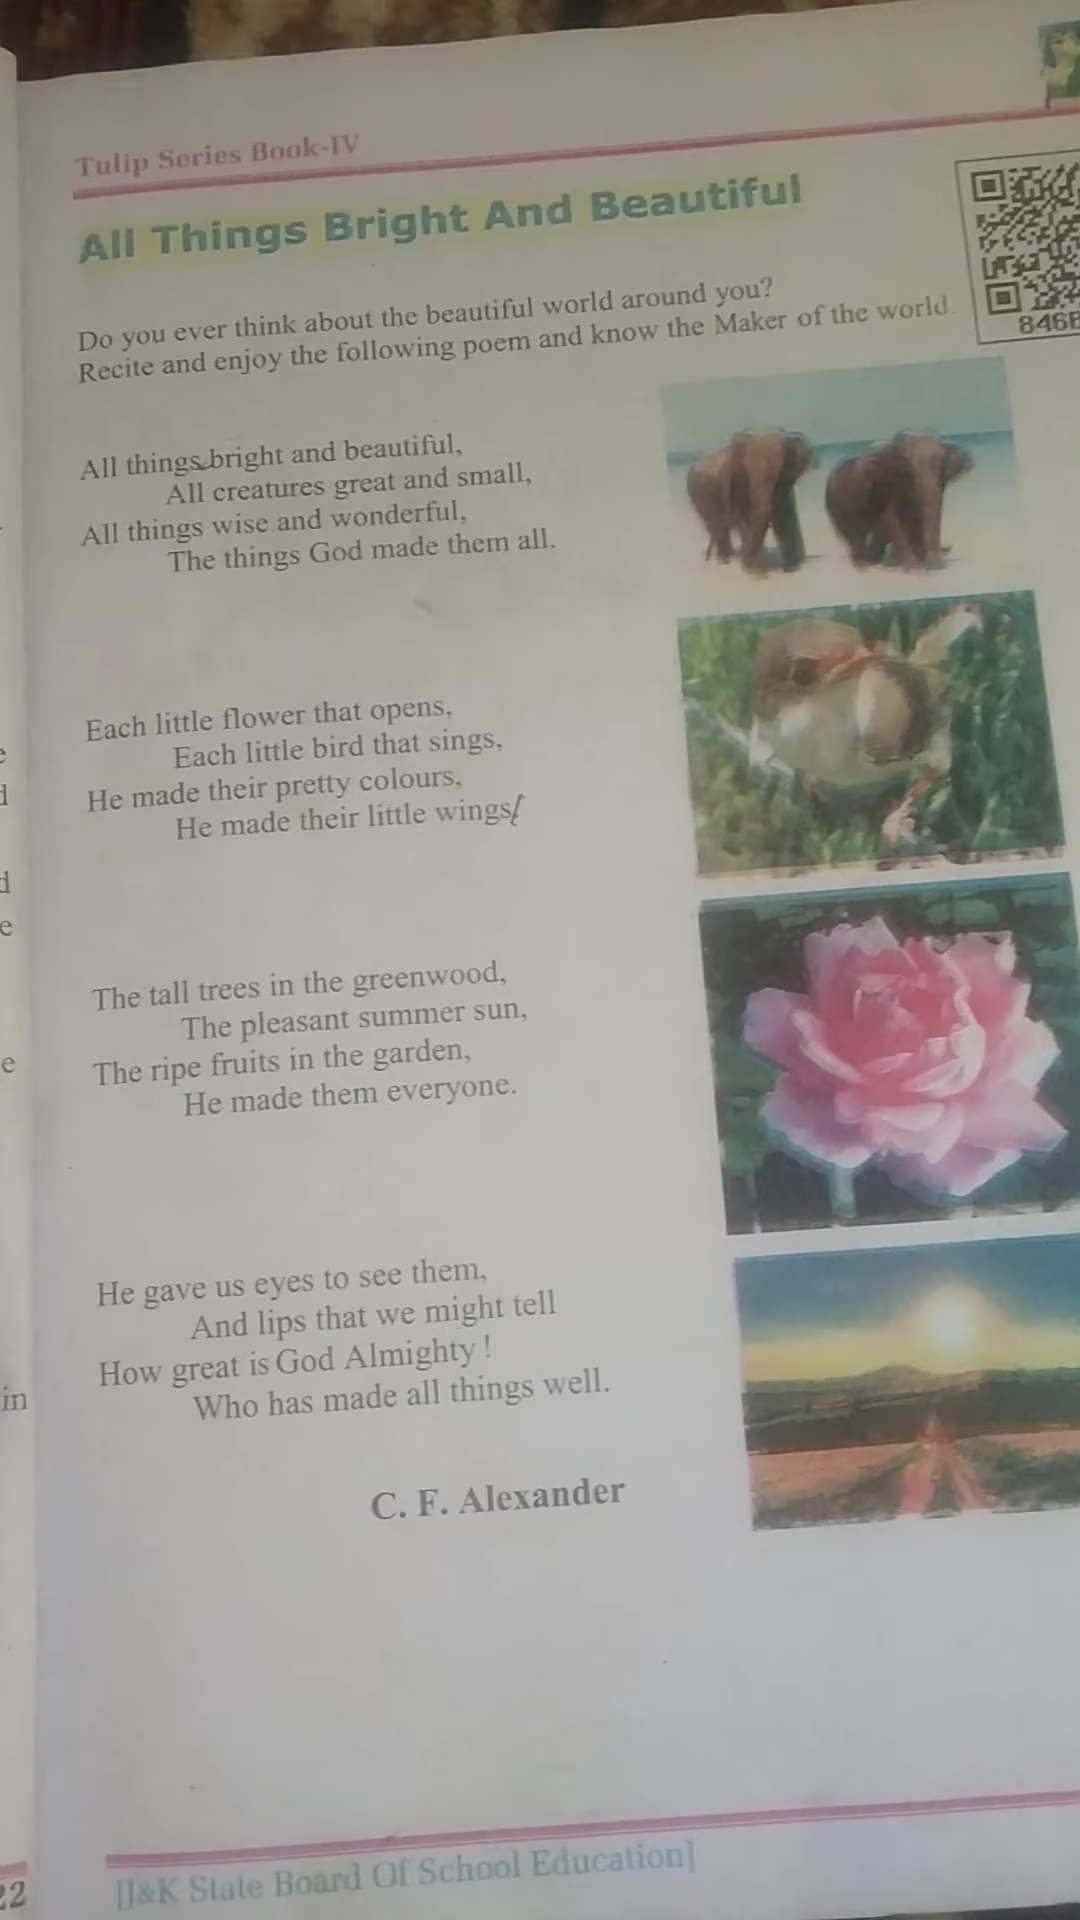 Tulip Series Book-IV
All Things Bright And Beautiful
Do you ever think about the beautiful world around you?
Recite and enjoy the following poem and know the Maker of the world.
846E
All things bright and beautiful,
All creatures great and small,
All things wise and wonderful,
The things God made them all.
Each little flower that opens,
Each little bird that sings,
He made their pretty colours,
He made their little wings
The tall trees in the greenwood,
The pleasant summer sun,
The ripe fruits in the garden,
He made them everyone.
He gave us eyes to see them,
And lips that we might tell
How great is God Almighty !
Who has made all things well.
C. F. Alexander
in
22
[J&K State Board Of School Education]